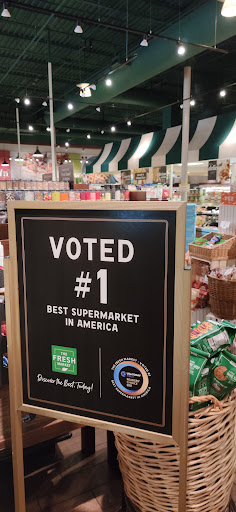 VOTED
#1
BEST SUPERMARKET
IN AMERICA
THE
FRESH
MARKET
Discover the Best, Today!